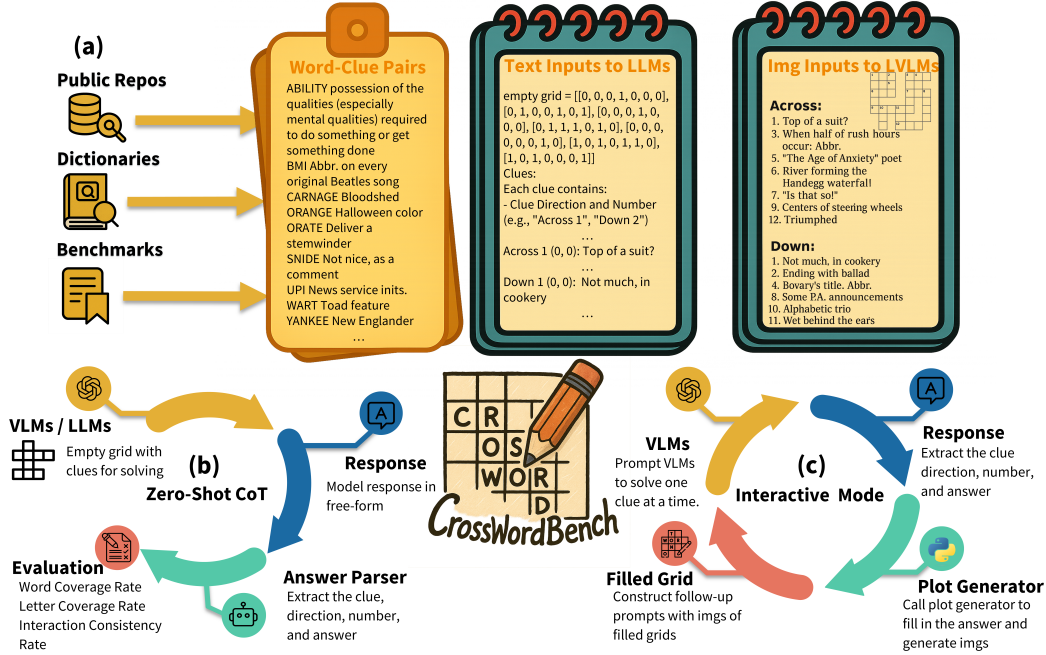 (a)
Public Repos
Dictionaries
Benchmarks
Word-Clue Pairs
ABILITY possession of the
qualities (especially
mental qualities) required
to do something or get
something done
BMI Abbr. on every
original Beatles song
CARNAGE Bloodshed
ORANGE Halloween color
ORATE Deliver a
stemwinder
SNIDE Not nice, as a
comment
UPI News service inits.
WART Toad feature
YANKEE New Englander
...
Text Inputs to LLMs
empty grid = [[0, 0, 0, 1, 0, 0, 0],
[0, 1, 0, 0, 1, 0, 1], [0, 0, 0, 1, 0,
0, 0], [0, 1, 1, 1, 0, 1, 0], [0, 0, 0,
0, 0, 0, 1, 0], [1, 0, 1, 0, 1, 1, 0],
[1, 0, 1, 0, 0, 0, 1]]
Clues:
Each clue contains:
- Clue Direction and Number
(e.g., "Across 1", "Down 2")
...
Across 1 (0, 0): Top of a suit?
...
Down 1 (0, 0): Not much, in
cookery
...
Img Inputs to LVLMs
Across:
1. Top of a suit?
3. When half of rush hours
occur: Abbr.
5. "The Age of Anxiety" poet
6. River forming the
Handegg waterfal!
7. "Is that so!"
9. Centers of steering wheels
12. Triumphed
Down:
1. Not much, in cookery
2. Ending with ballad
4. Bovary's title. Abbr.
8. Some P.A. announcements
10. Alphabetic trio
11. Wet behind the ears
VLMs / LLMs
Empty grid with
clues for solving
(b)
Zero-Shot CoT
A
Response
Model response in
free-form
Answer Parser
Extract the clue,
direction, number,
and answer
Evaluation
Word Coverage Rate
Letter Coverage Rate
Interaction Consistency
Rate
C R
O S
W O R
D
CrossWordBench
VLMs
Prompt VLMs
to solve one
clue at a time.
(c)
Interactive Mode
A
Response
Extract the clue
direction, number,
and answer
Plot Generator
Call plot generator to
fill in the answer and
generate imgs
Filled Grid
Construct follow-up
prompts with imgs of
filled grids